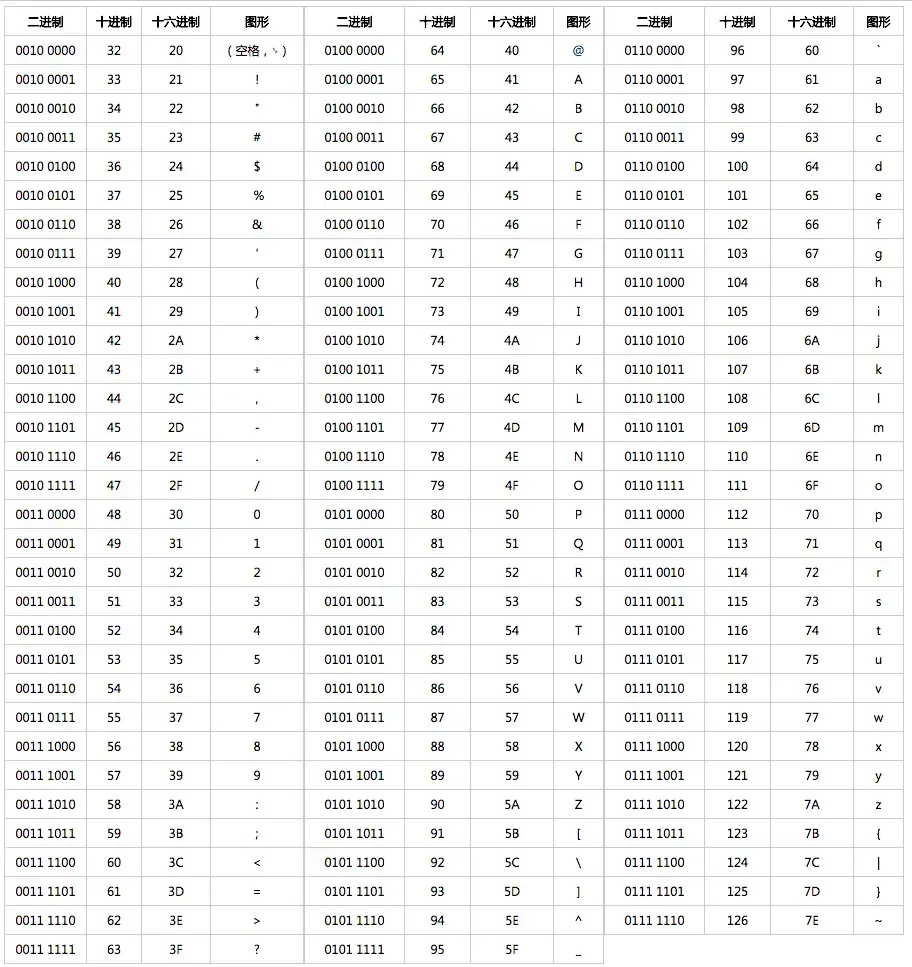 二进制 十进制 十六进制 图形 二进制 十进制 十六进制 图形 二进制 十进制 十六进制 图形
0010 0000 32 20 （空格，␠） 0100 0000 64 40 @ 0110 0000 96 60 `
0010 0001 33 21 ! 0100 0001 65 41 A 0110 0001 97 61 a
0010 0010 34 22 " 0100 0010 66 42 B 0110 0010 98 62 b
0010 0011 35 23 # 0100 0011 67 43 C 0110 0011 99 63 c
0010 0100 36 24 $ 0100 0100 68 44 D 0110 0100 100 64 d
0010 0101 37 25 % 0100 0101 69 45 E 0110 0101 101 65 e
0010 0110 38 26 & 0100 0110 70 46 F 0110 0110 102 66 f
0010 0111 39 27 ' 0100 0111 71 47 G 0110 0111 103 67 g
0010 1000 40 28 ( 0100 1000 72 48 H 0110 1000 104 68 h
0010 1001 41 29 ) 0100 1001 73 49 I 0110 1001 105 69 i
0010 1010 42 2A * 0100 1010 74 4A J 0110 1010 106 6A j
0010 1011 43 2B + 0100 1011 75 4B K 0110 1011 107 6B k
0010 1100 44 2C , 0100 1100 76 4C L 0110 1100 108 6C l
0010 1101 45 2D - 0100 1101 77 4D M 0110 1101 109 6D m
0010 1110 46 2E . 0100 1110 78 4E N 0110 1110 110 6E n
0010 1111 47 2F / 0100 1111 79 4F O 0110 1111 111 6F o
0011 0000 48 30 0 0101 0000 80 50 P 0111 0000 112 70 p
0011 0001 49 31 1 0101 0001 81 51 Q 0111 0001 113 71 q
0011 0010 50 32 2 0101 0010 82 52 R 0111 0010 114 72 r
0011 0011 51 33 3 0101 0011 83 53 S 0111 0011 115 73 s
0011 0100 52 34 4 0101 0100 84 54 T 0111 0100 116 74 t
0011 0101 53 35 5 0101 0101 85 55 U 0111 0101 117 75 u
0011 0110 54 36 6 0101 0110 86 56 V 0111 0110 118 76 v
0011 0111 55 37 7 0101 0111 87 57 W 0111 0111 119 77 w
0011 1000 56 38 8 0101 1000 88 58 X 0111 1000 120 78 x
0011 1001 57 39 9 0101 1001 89 59 Y 0111 1001 121 79 y
0011 1010 58 3A : 0101 1010 90 5A Z 0111 1010 122 7A z
0011 1011 59 3B ; 0101 1011 91 5B [ 0111 1011 123 7B {
0011 1100 60 3C < 0101 1100 92 5C \ 0111 1100 124 7C |
0011 1101 61 3D = 0101 1101 93 5D ] 0111 1101 125 7D }
0011 1110 62 3E > 0101 1110 94 5E ^ 0111 1110 126 7E ~
0011 1111 63 3F ? 0101 1111 95 5F _